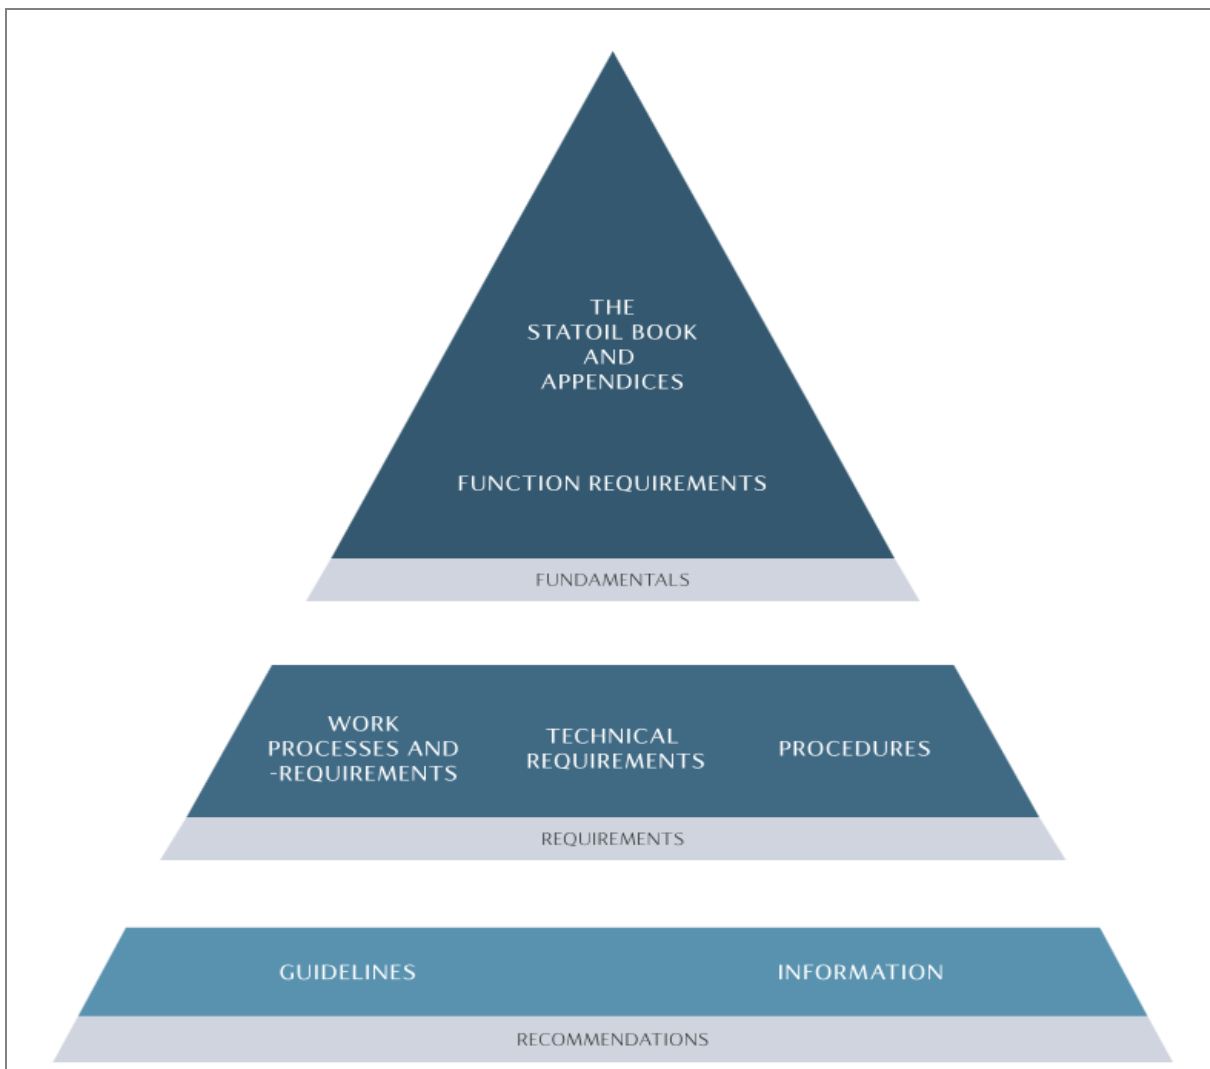 THE
STATOIL BOOK
AND
APPENDICES
FUNCTION REQUIREMENTS
FUNDAMENTALS
WORK
PROCESSES AND
-REQUIREMENTS
TECHNICAL
REQUIREMENTS
PROCEDURES
REQUIREMENTS
GUIDELINES
INFORMATION
RECOMMENDATIONS